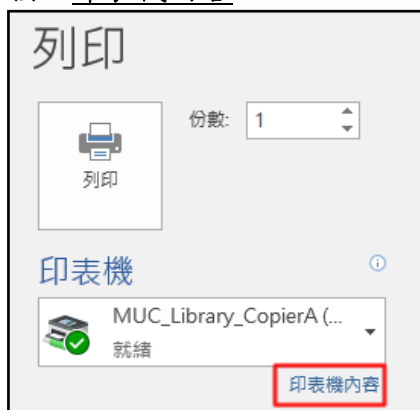 列印
份數: 1
列印
印表機
MUC_Library_CopierA (...
就緒
印表機內容